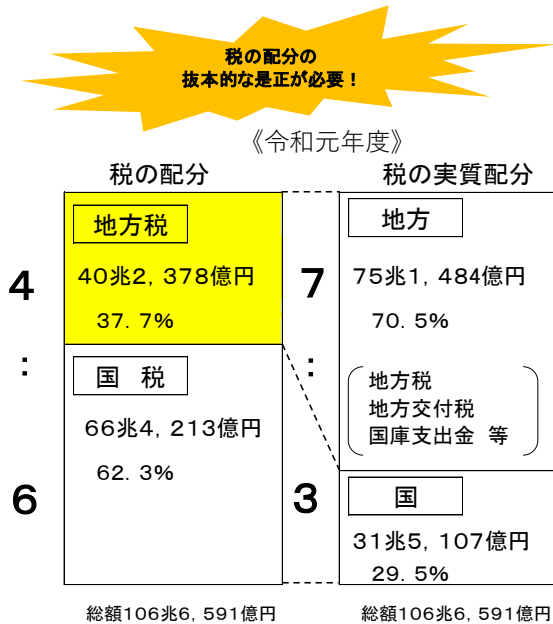 税の配分の
抜本的な是正が必要!
《令和元年度》
税の配分
地方税
40兆2,378億円
37.7%
国 税
66兆4,213億円
62.3%
4
:
6
総額106兆6,591億円
税の実質配分
地方
75兆1,484億円
70.5%
地方税
地方交付税
国庫支出金 等
国
31兆5,107億円
29.5%
7
:
3
総額106兆6,591億円